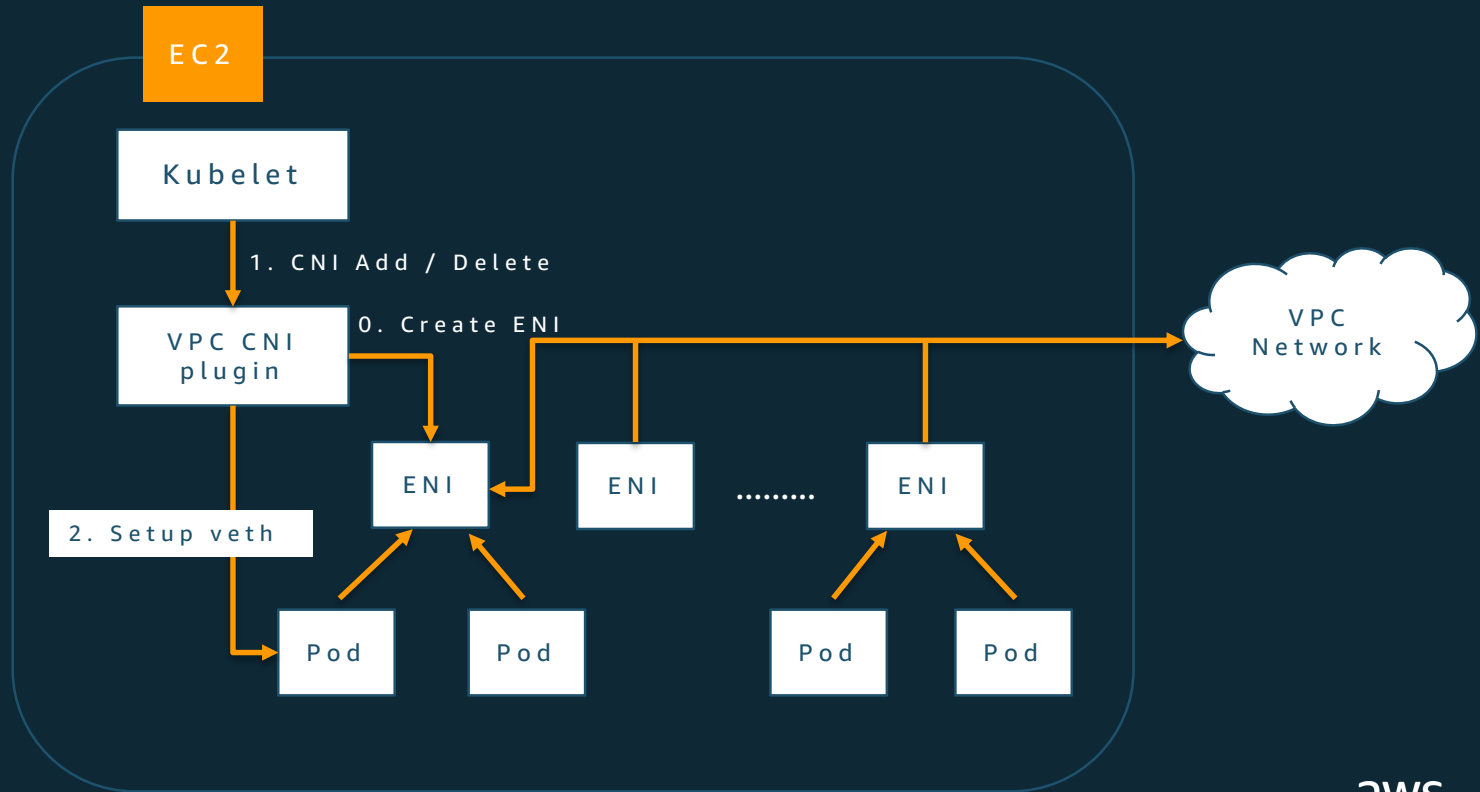 EC2
Kubelet
1. CNI Add / Delete
0. Create ENI
VPC CNI
plugin
VPC
Network
ENI
ENI
.........
ENI
2. Setup veth
Pod
Pod
Pod
Pod
aws